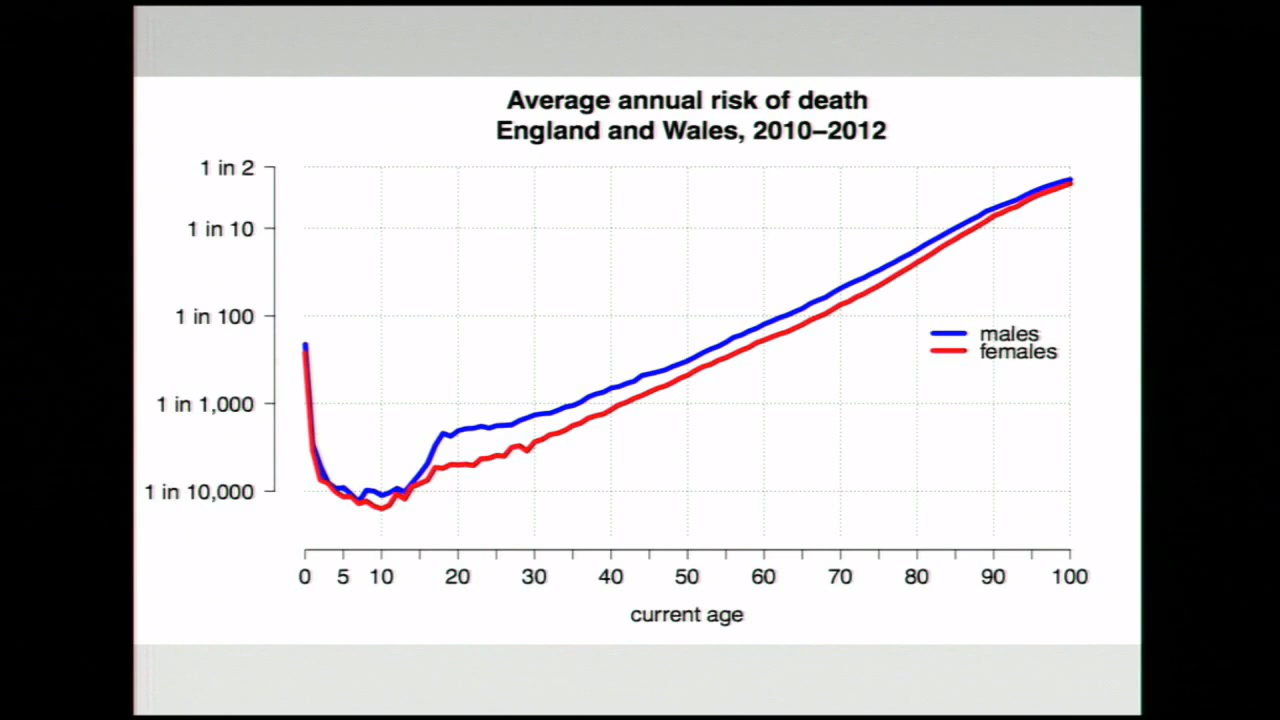 Average annual risk of death
England and Wales, 2010–2012
1 in 2
1 in 10
1 in 100
1 in 1,000
1 in 10,000
males
females
0 5 10 20 30 40 50 60 70 80 90 100
current age